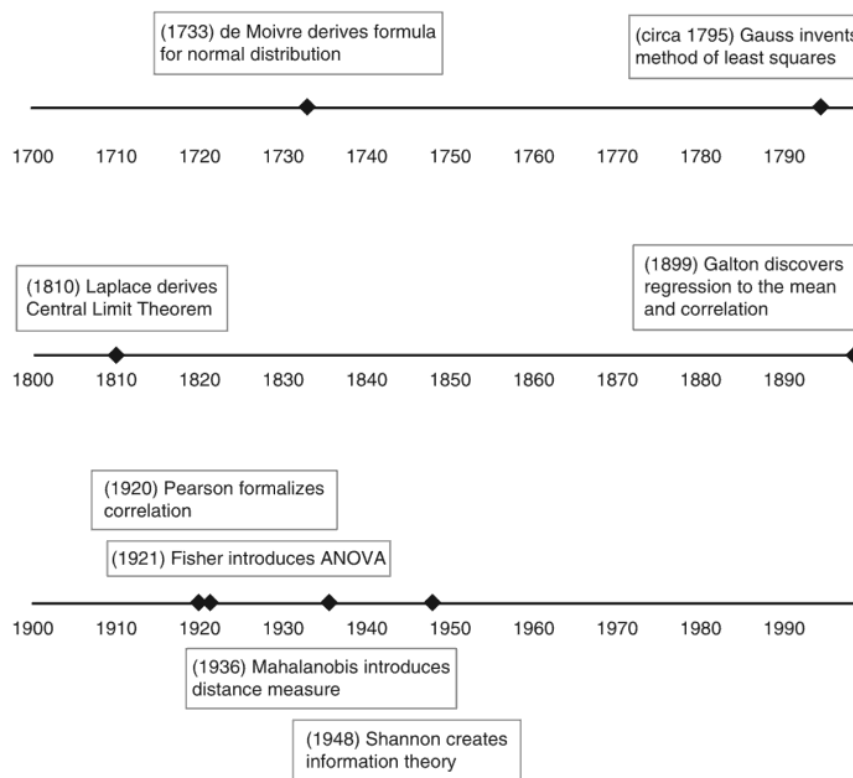 (1733) de Moivre derives formula
for normal distribution
(circa 1795) Gauss invents
method of least squares
1700 1710 1720 1730 1740 1750 1760 1770 1780 1790
(1810) Laplace derives
Central Limit Theorem
(1899) Galton discovers
regression to the mean
and correlation
1800 1810 1820 1830 1840 1850 1860 1870 1880 1890
(1920) Pearson formalizes
correlation
(1921) Fisher introduces ANOVA
1900 1910 1920 1930 1940 1950 1960 1970 1980 1990
(1936) Mahalanobis introduces
distance measure
(1948) Shannon creates
information theory